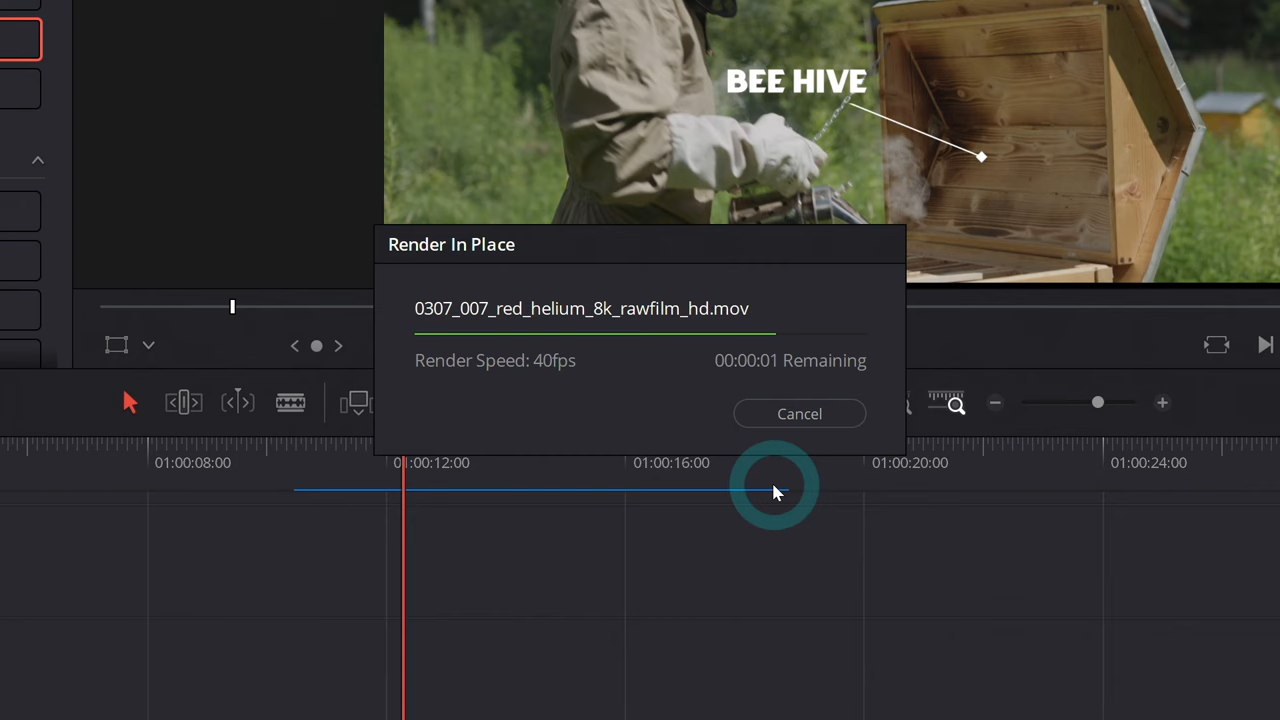 BEE HIVE
Render In Place
0307_007_red_helium_8k_rawfilm_hd.mov
Render Speed: 40fps 00:00:01 Remaining
Cancel
01:00:08:00 01:00:12:00 01:00:16:00 01:00:20:00 01:00:24:00